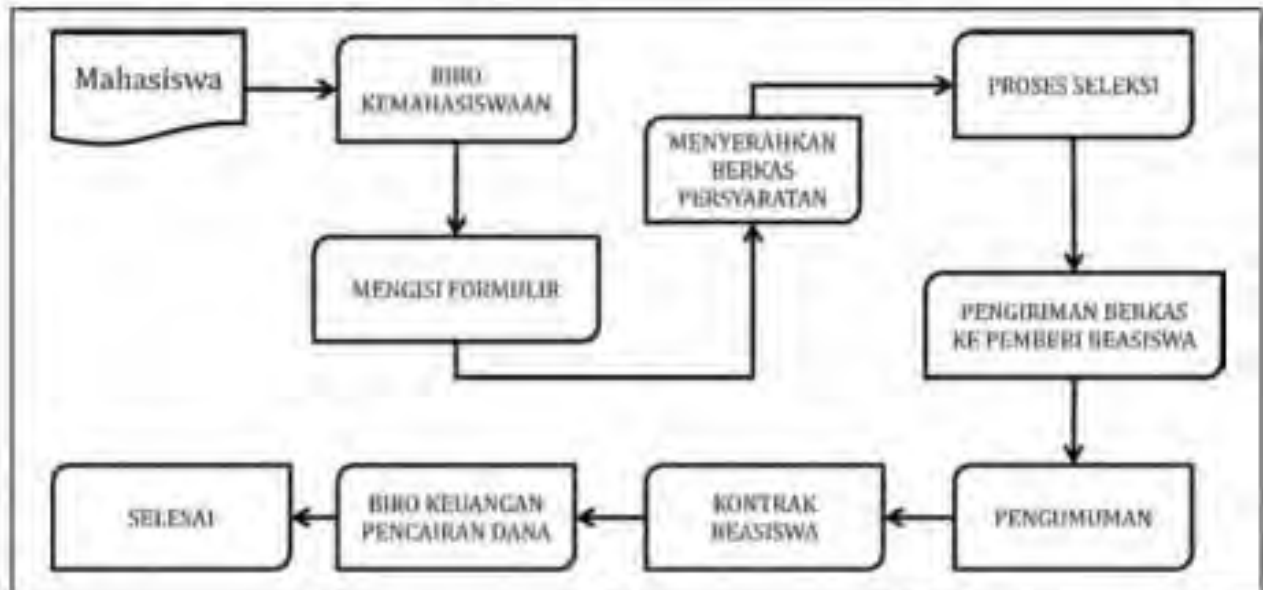 Mahasiswa
BIRO
KEMAHASISWAAN
MENGISI FORMULIR
MENYERAHKAN
BERKAS
PERSYARATAN
PROSES SELEKSI
PENGIRIMAN BERKAS
KE PEMBERI BEASISWA
PENGUMUMAN
KONTRAK
BEASISWA
BIRO KEUANGAN
PENCAIRAN DANA
SELESAI